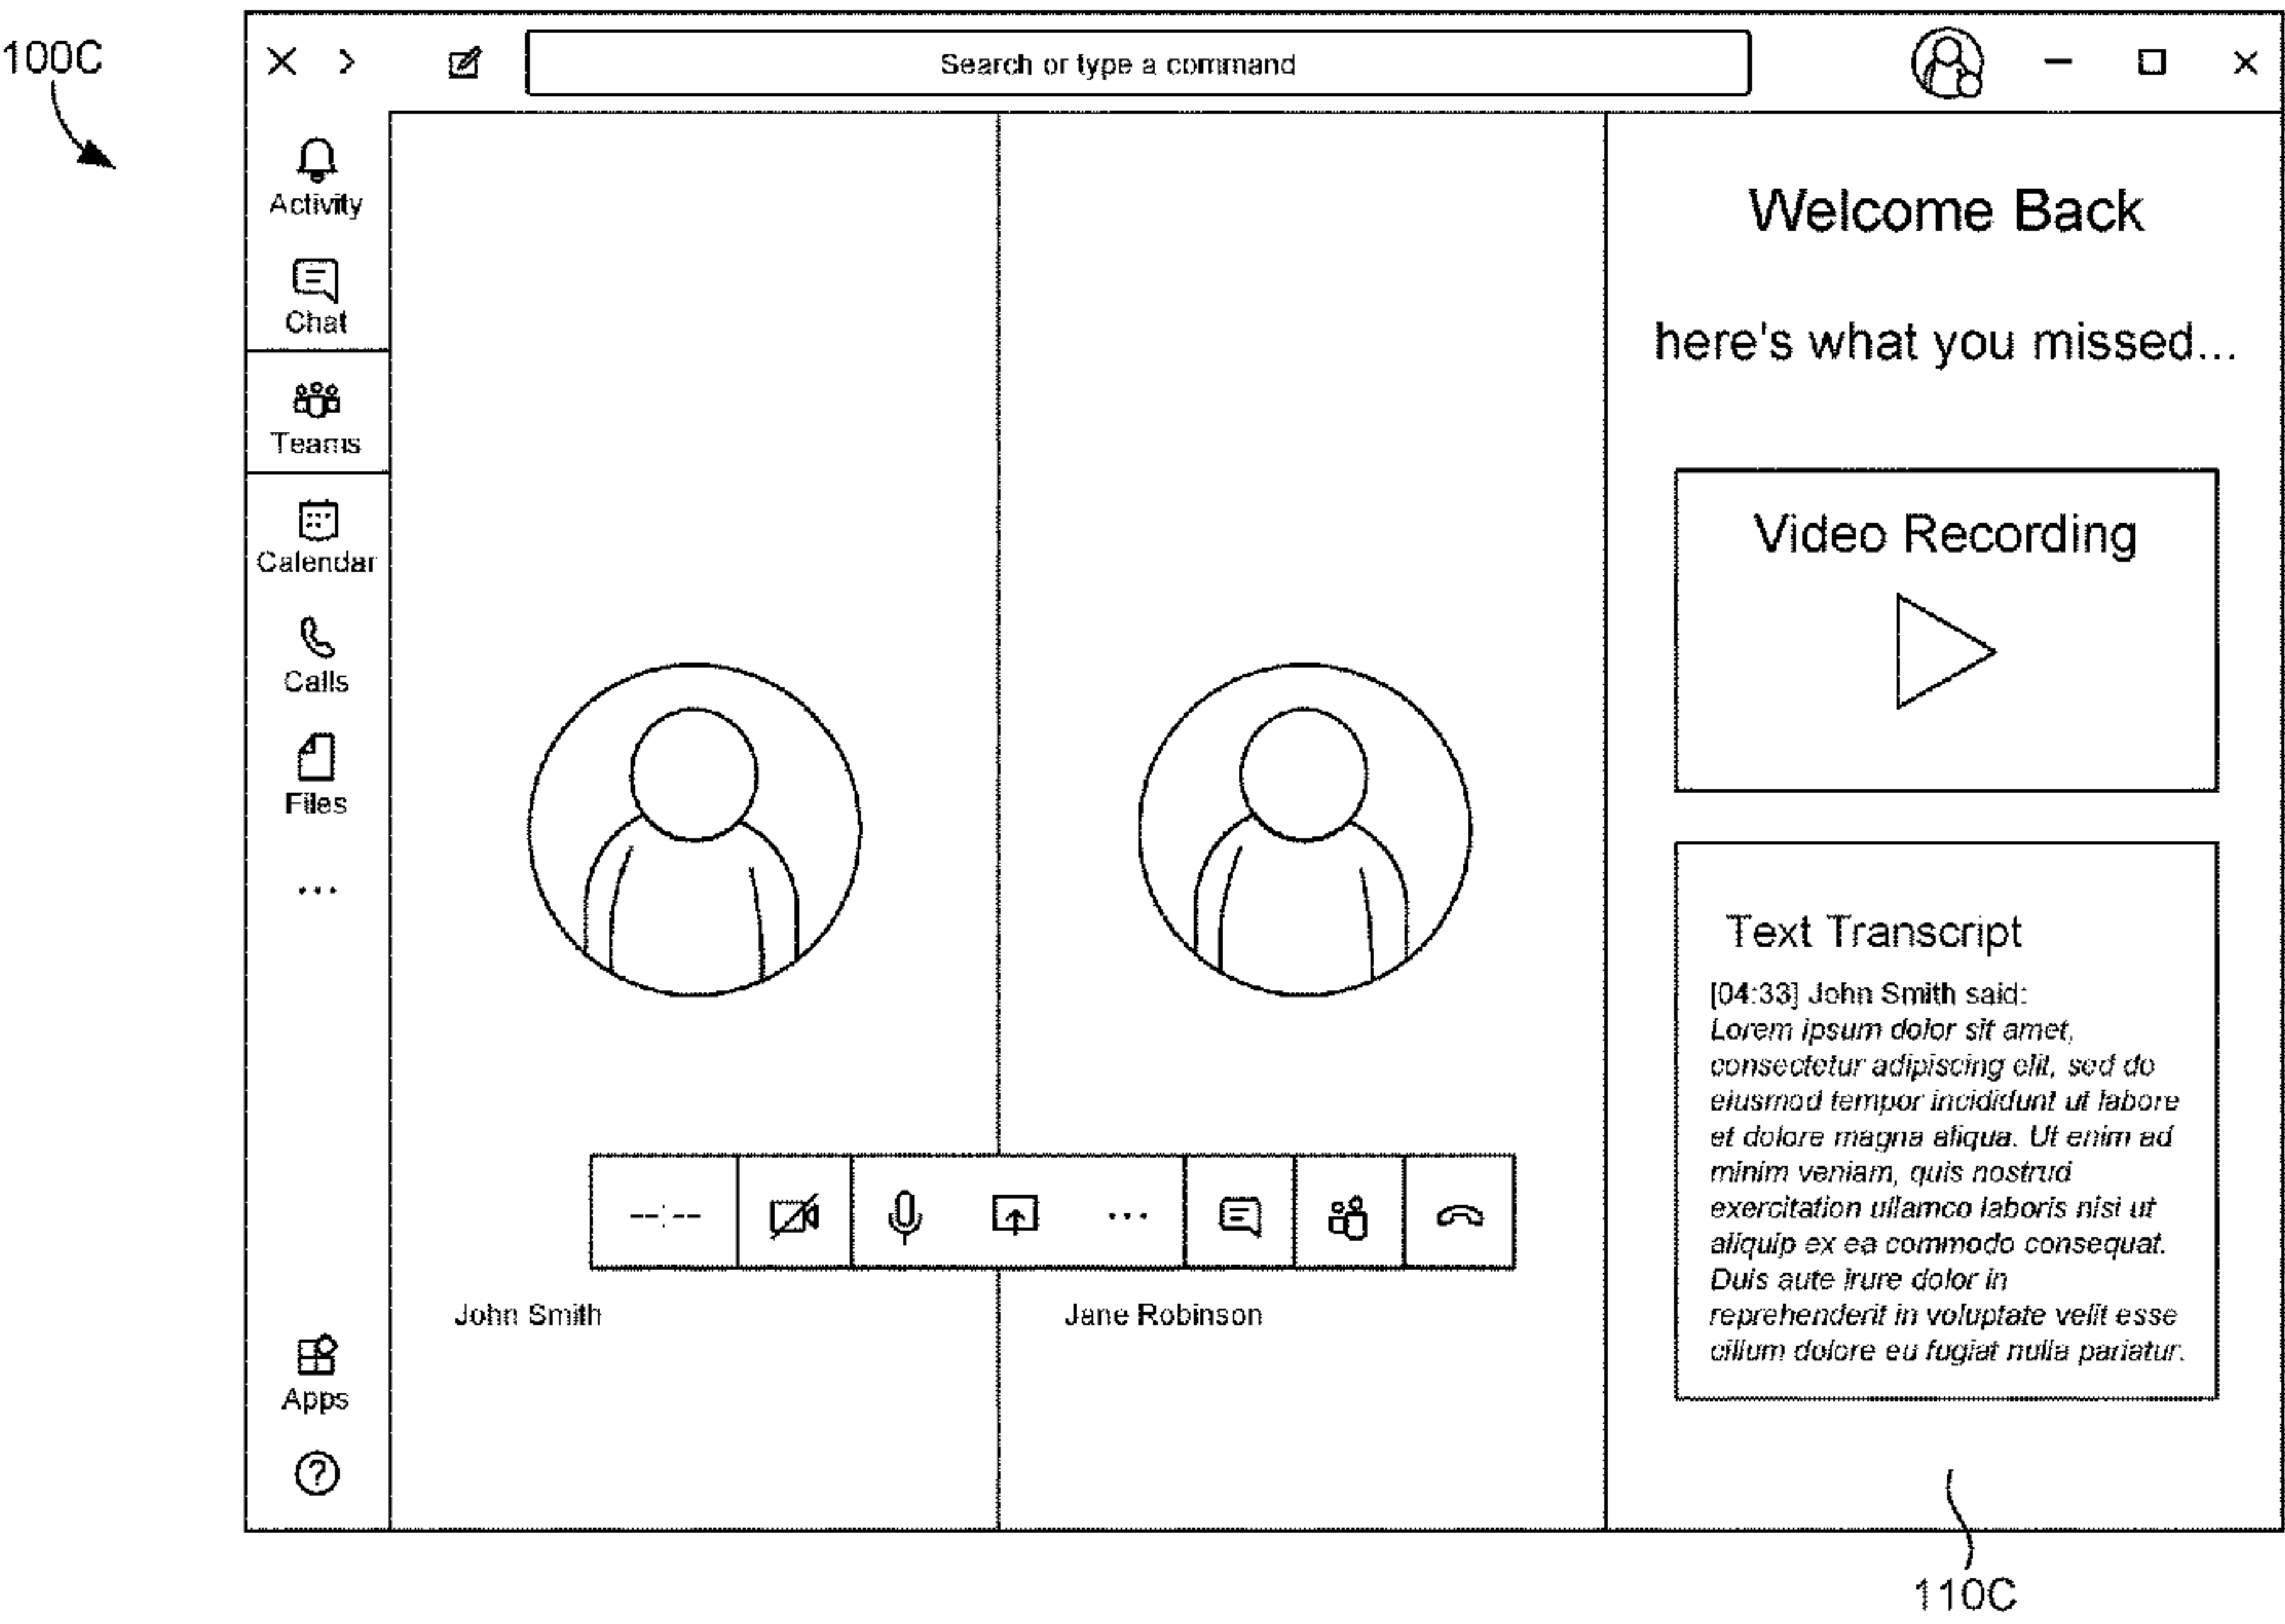 100C
Search or type a command
Activity
Chat
Teams
Calendar
Calls
Files
...
Apps
?
John Smith
Jane Robinson
--:--
...
Welcome Back
here's what you missed...
Video Recording
Text Transcript
[04:33] John Smith said:
Lorem ipsum dolor sit amet,
consectetur adipiscing elit, sed do
eiusmod tempor incididunt ut labore
et dolore magna aliqua. Ut enim ad
minim veniam, quis nostrud
exercitation ullamco laboris nisi ut
aliquip ex ea commodo consequat.
Duis aute irure dolor in
reprehenderit in voluptate velit esse
cillum dolore eu fugiat nulla pariatur.
110C